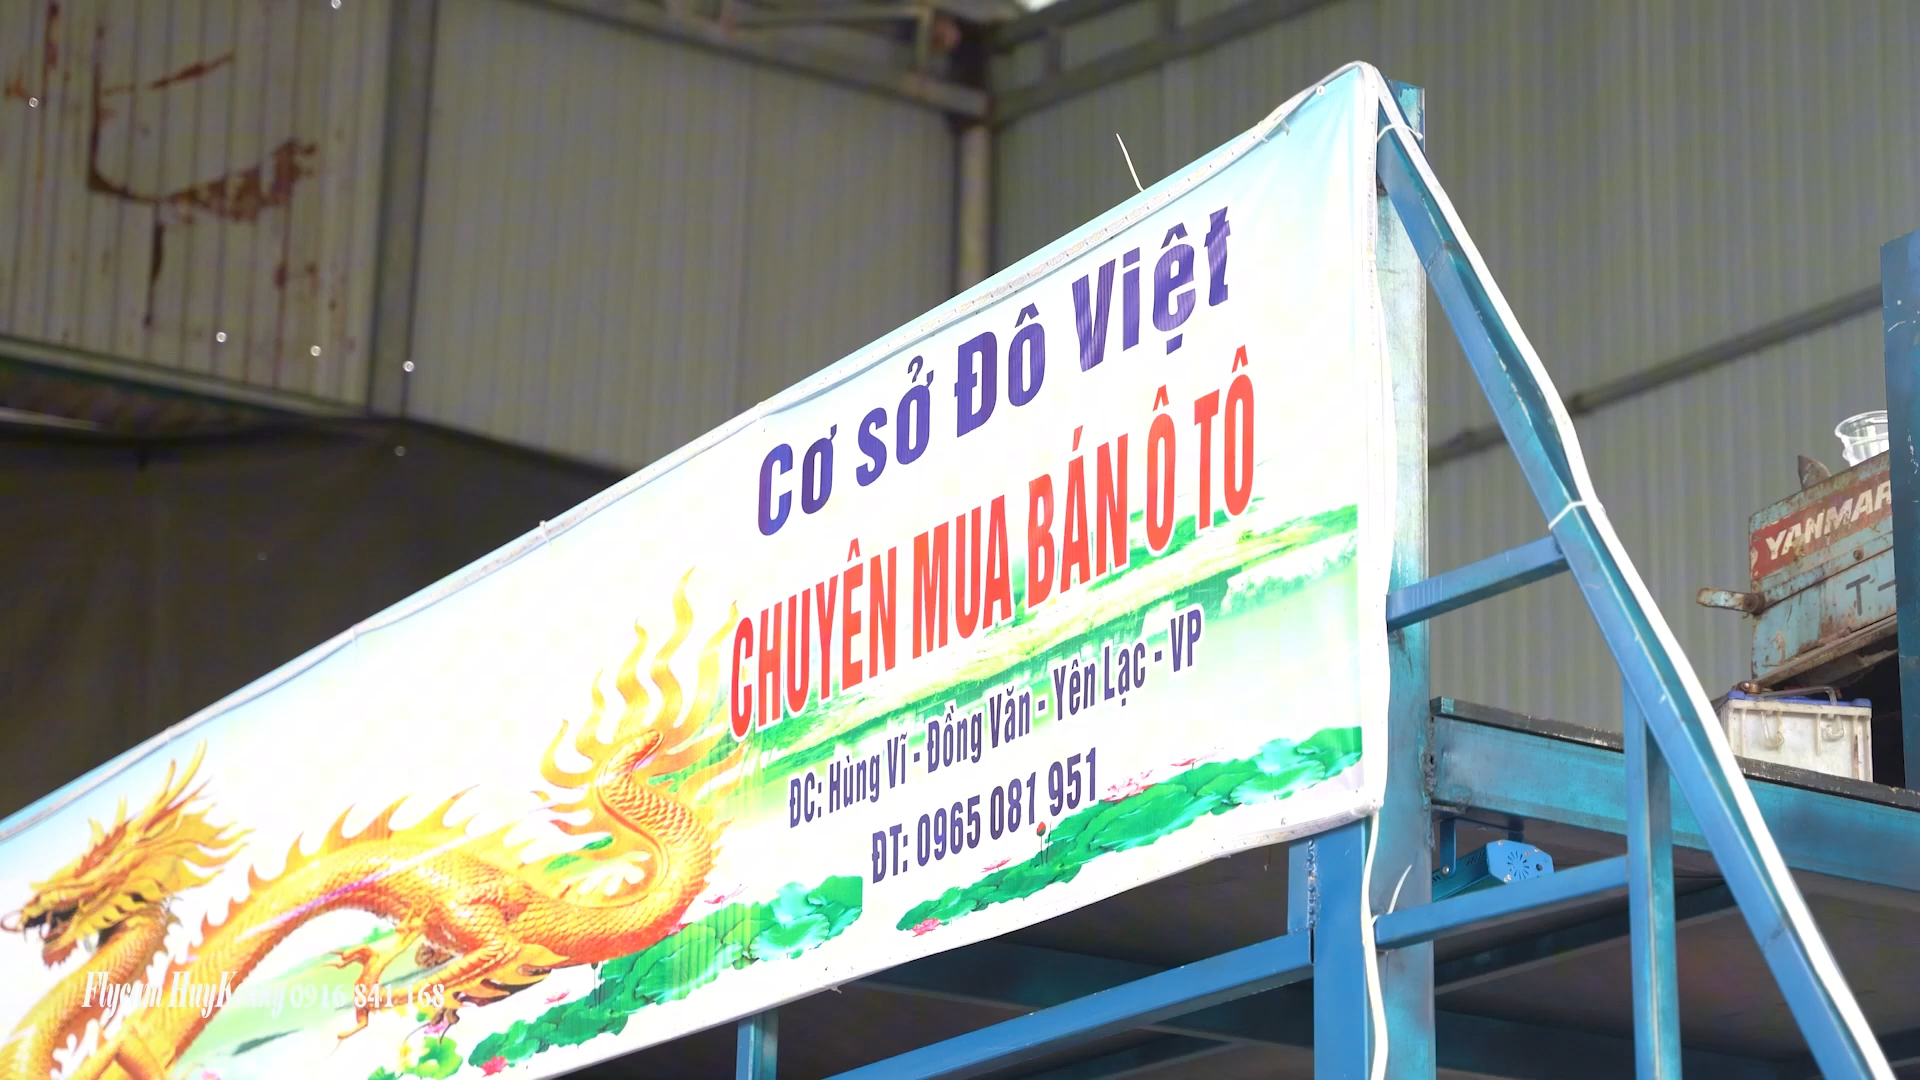 Cơ sở Đô Việt
CHUYÊN MUA BÁN Ô TÔ
ĐC: Hùng Vĩ - Đồng Văn - Yên Lạc - VP
ĐT: 0965 081 951
YANMAR
T-
Flycam HuyKhang 0916 841 168